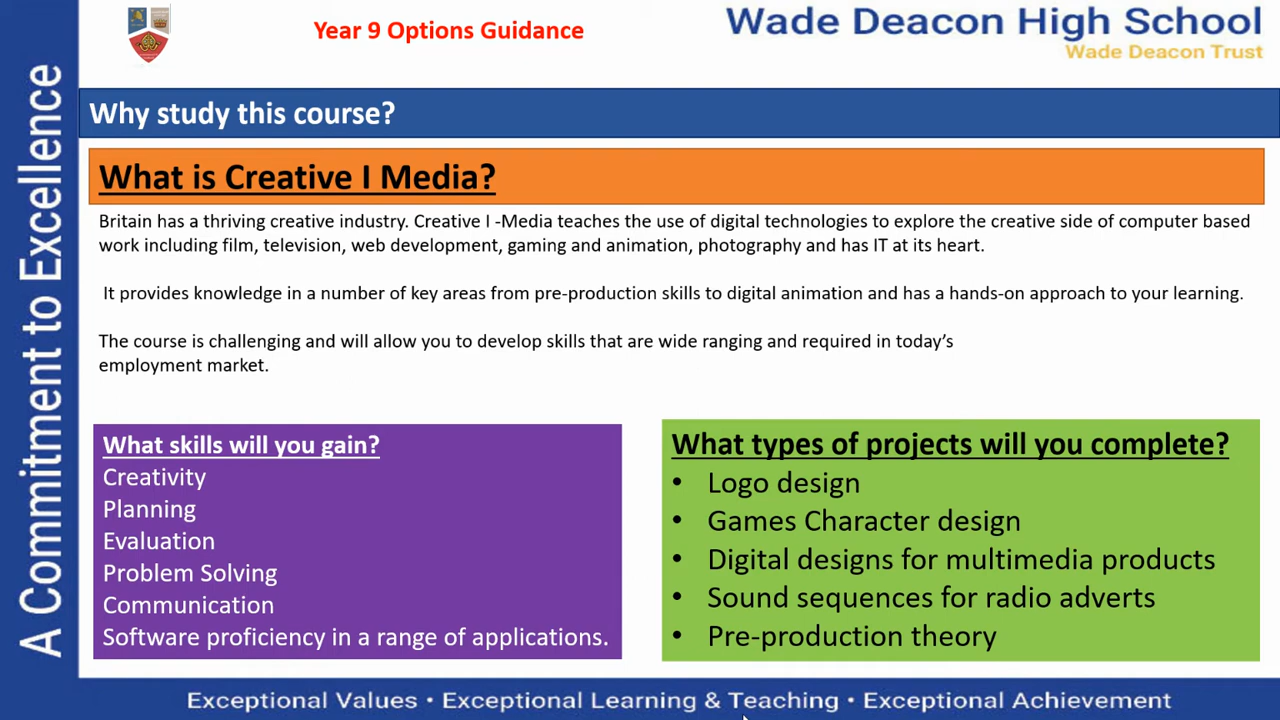 Year 9 Options Guidance
Wade Deacon High School
Wade Deacon Trust
A Commitment to Excellence
Why study this course?
What is Creative I Media?
Britain has a thriving creative industry. Creative I -Media teaches the use of digital technologies to explore the creative side of computer based
work including film, television, web development, gaming and animation, photography and has IT at its heart.
It provides knowledge in a number of key areas from pre-production skills to digital animation and has a hands-on approach to your learning.
The course is challenging and will allow you to develop skills that are wide ranging and required in today’s
employment market.
What skills will you gain?
Creativity
Planning
Evaluation
Problem Solving
Communication
Software proficiency in a range of applications.
What types of projects will you complete?
• Logo design
• Games Character design
• Digital designs for multimedia products
• Sound sequences for radio adverts
• Pre-production theory
Exceptional Values • Exceptional Learning & Teaching • Exceptional Achievement